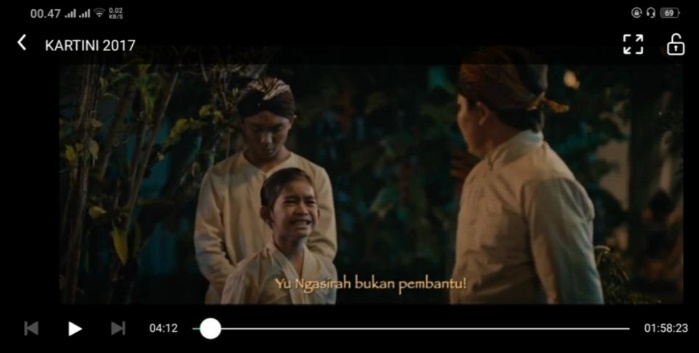 00.47
0,02
KB/S
69
KARTINI 2017
Yu Ngasirah bukan pembantu!
04:12
01:58:23